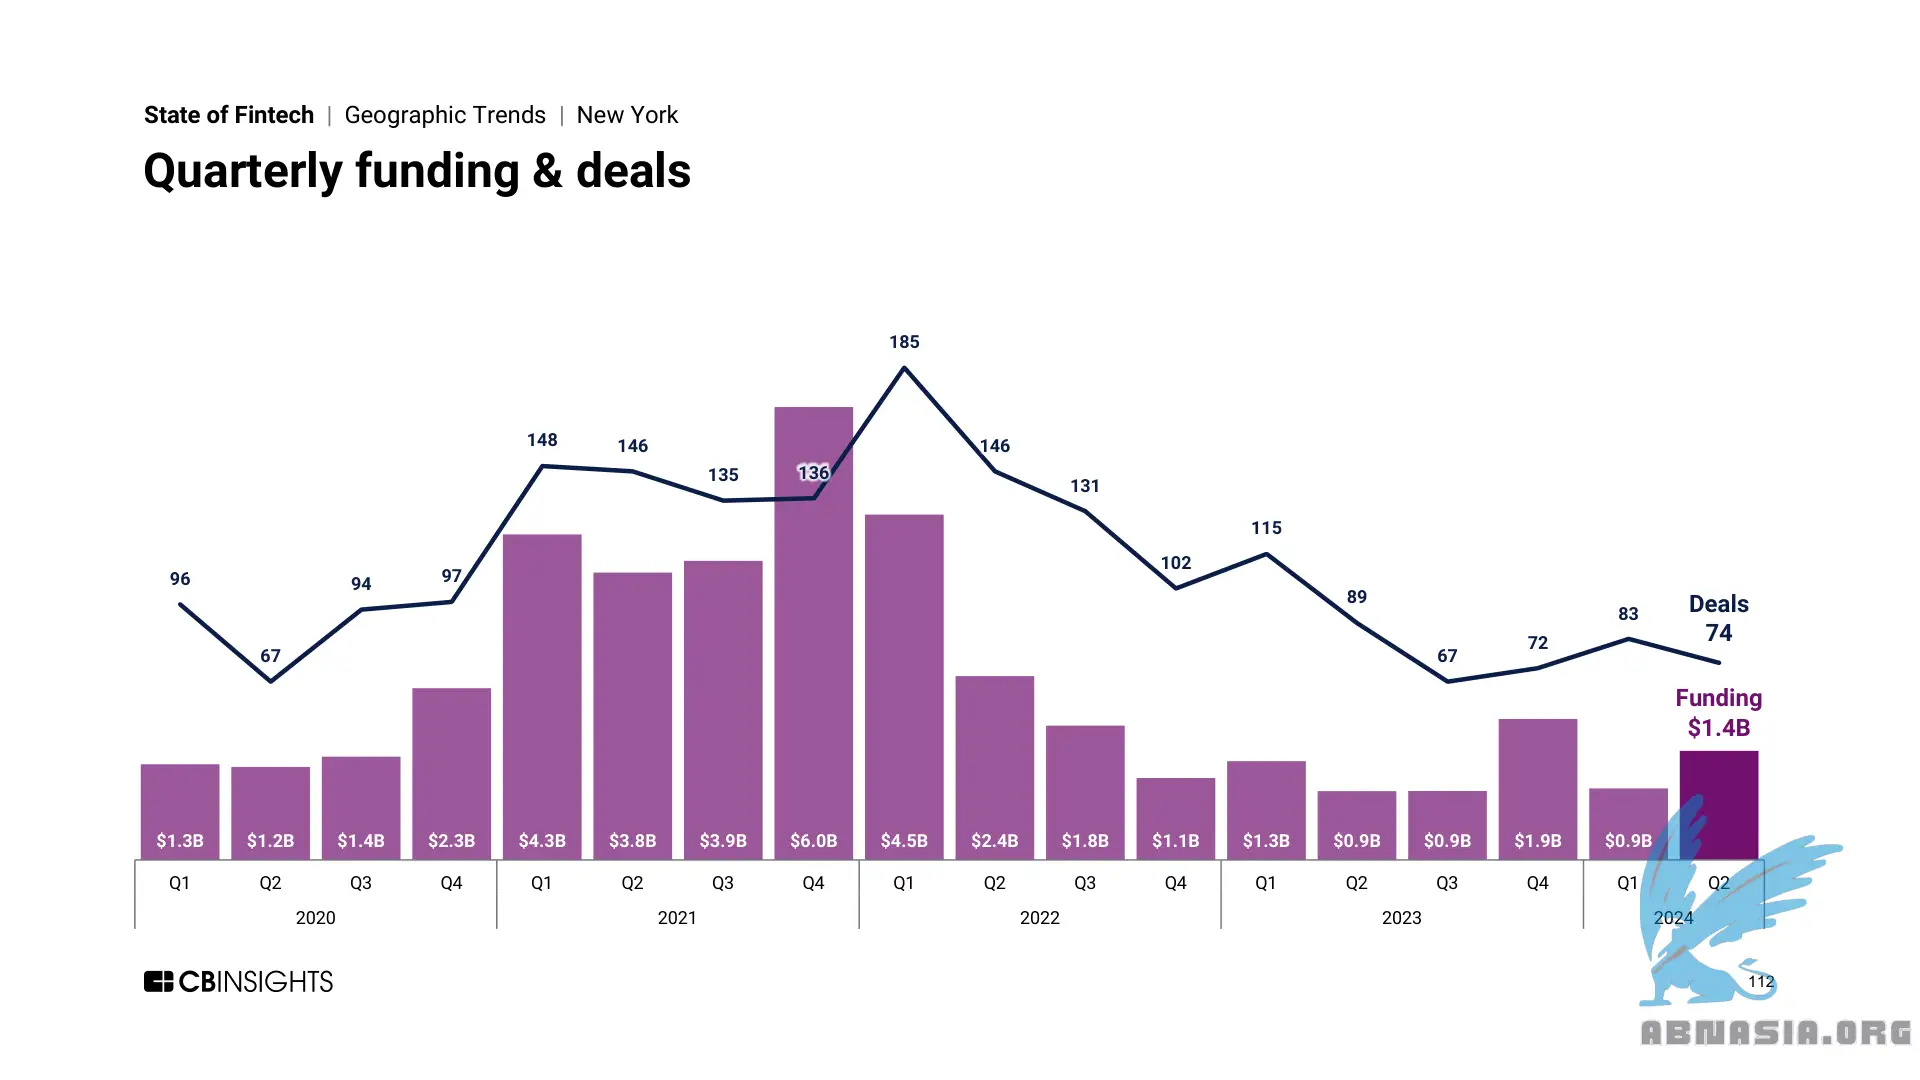 State of Fintech | Geographic Trends | New York
Quarterly funding & deals
185
148
146
146
136
135
131
115
102
96
94
97
89
83
Deals
74
72
67
67
Funding
$1.4B
$1.3B
$1.2B
$1.4B
$2.3B
$4.3B
$3.8B
$3.9B
$6.0B
$4.5B
$2.4B
$1.8B
$1.1B
$1.3B
$0.9B
$0.9B
$1.9B
$0.9B
Q1 Q2 Q3 Q4 Q1 Q2 Q3 Q4 Q1 Q2 Q3 Q4 Q1 Q2 Q3 Q4 Q1 Q2
2020 2021 2022 2023 2024
CBINSIGHTS
112
ABNASIA.ORG